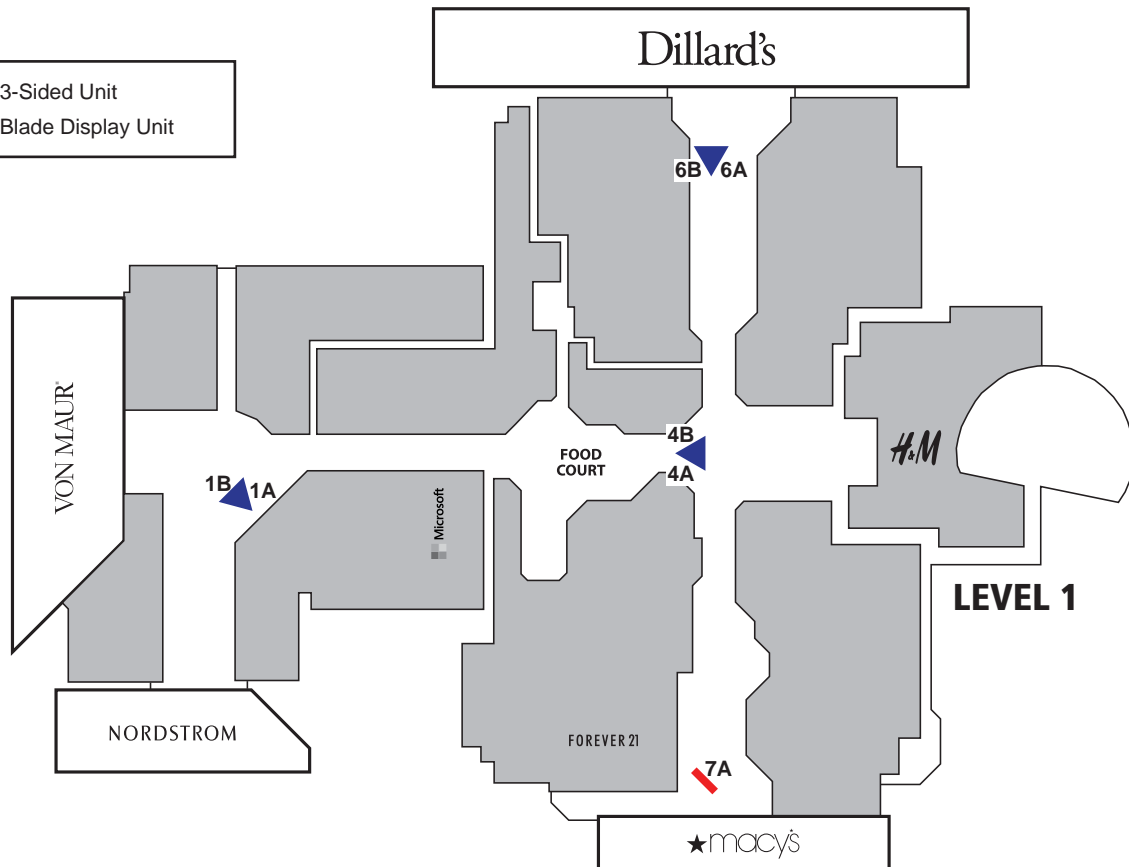 Dillard's
3-Sided Unit
Blade Display Unit
6B 6A
VON MAUR
4B
FOOD
COURT
4A
H&M
1B 1A
Microsoft
LEVEL 1
NORDSTROM
FOREVER 21
7A
macy's